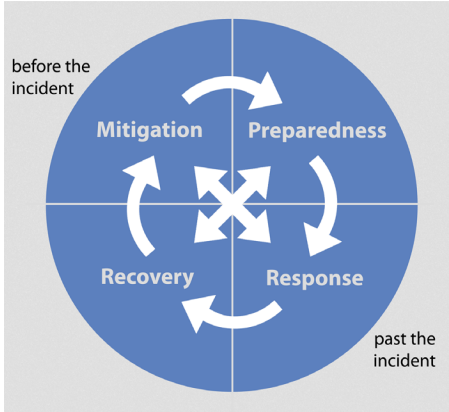 before the
incident
Mitigation
Preparedness
Recovery
Response
past the
incident